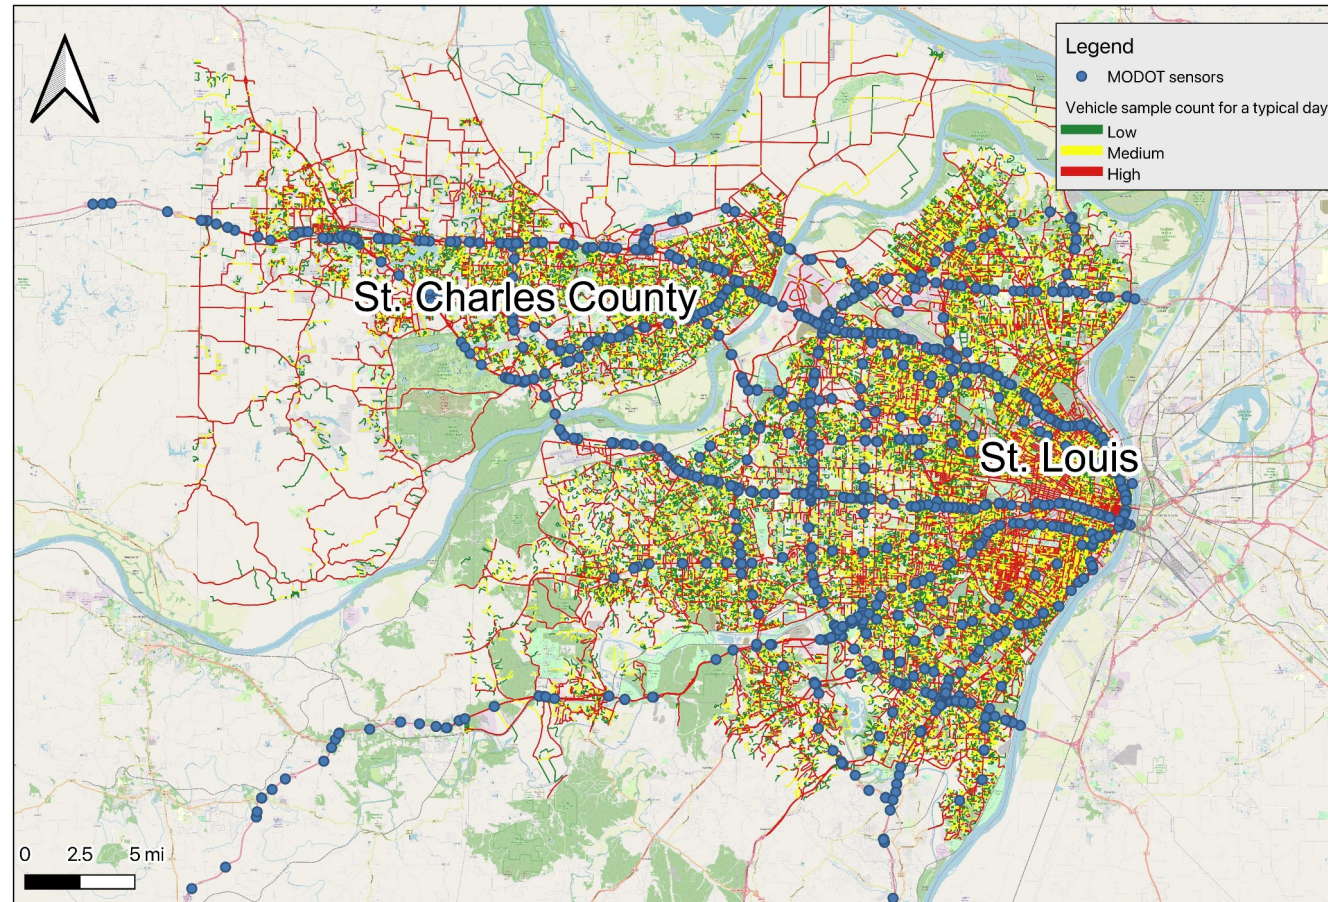 Legend
MODOT sensors
Vehicle sample count for a typical day
Low
Medium
High
St. Charles County
St. Louis
0 2.5 5 mi